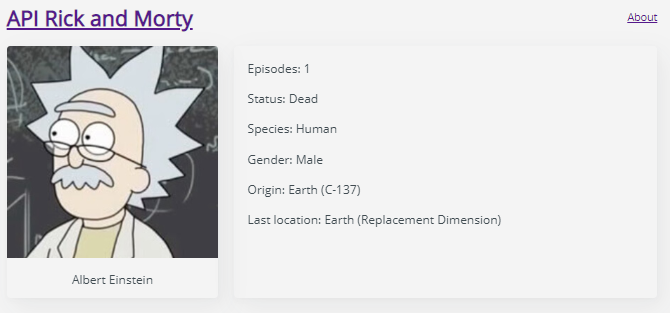 API Rick and Morty
About
Episodes: 1
Status: Dead
Species: Human
Gender: Male
Origin: Earth (C-137)
Last location: Earth (Replacement Dimension)
Albert Einstein